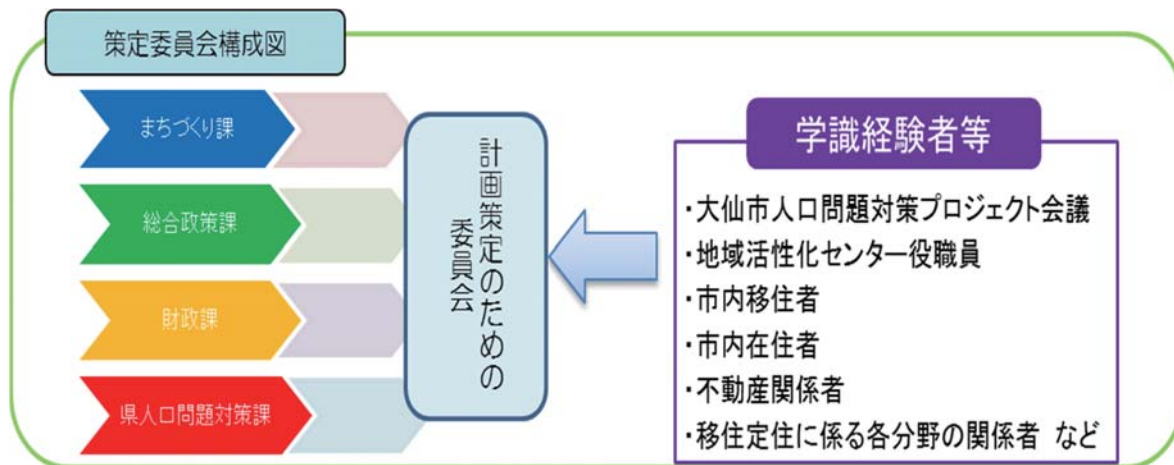 策定委員会構成図
まちづくり課
総合政策課
財政課
県人口問題対策課
計画策定のための
委員会
学識経験者等
・大仙市人口問題対策プロジェクト会議
・地域活性化センター役職員
・市内移住者
・市内在住者
・不動産関係者
・移住定住に係る各分野の関係者 など